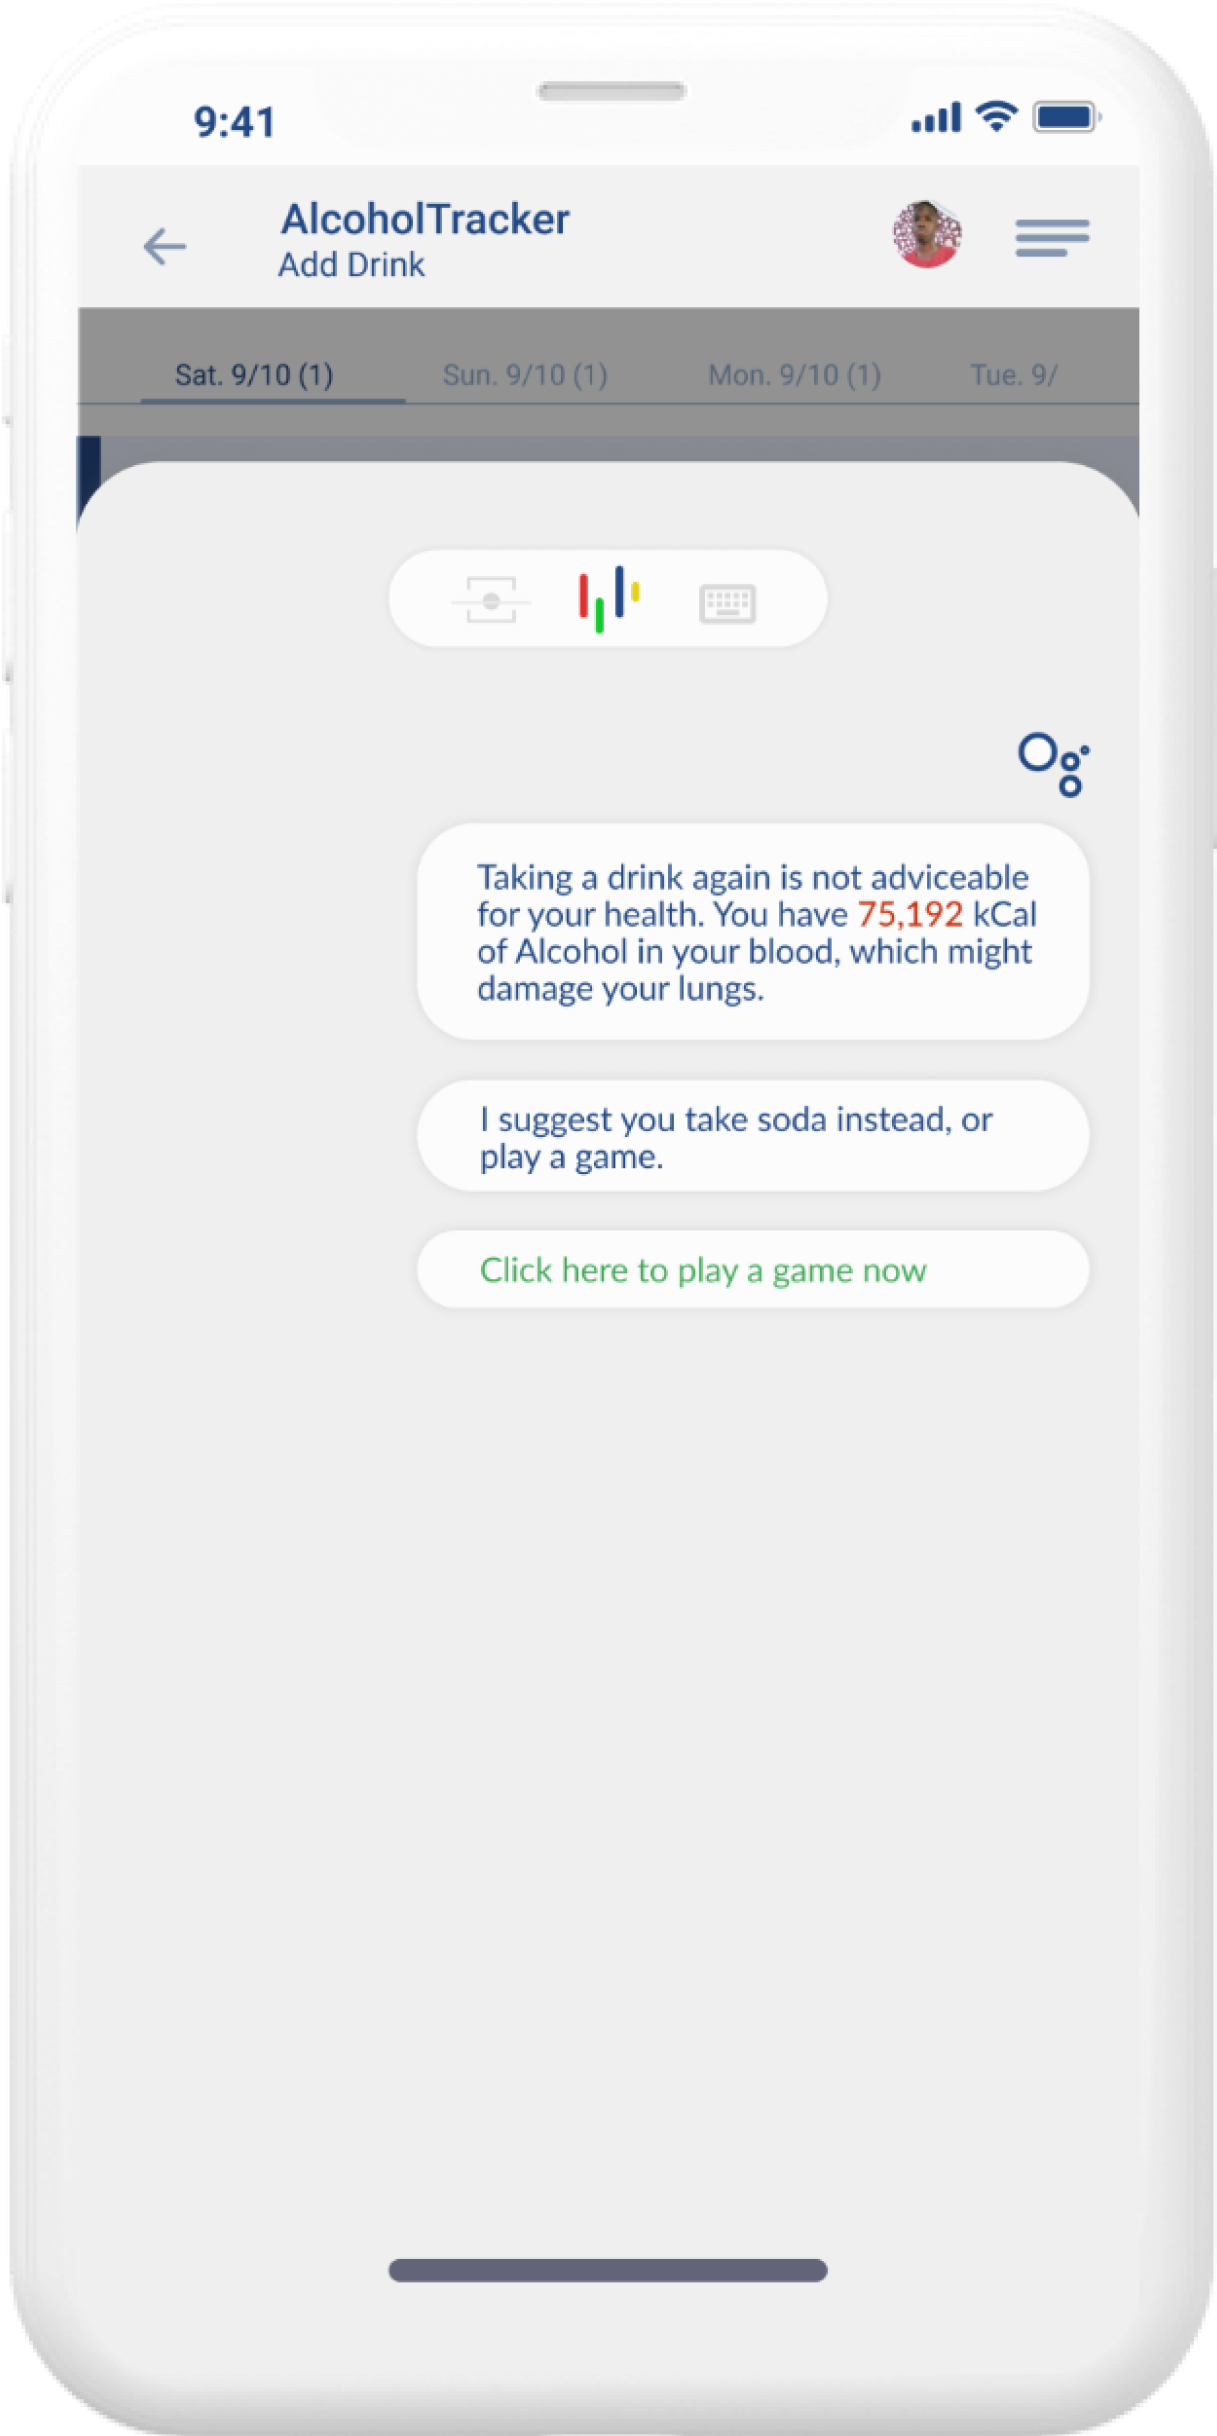 9:41
AlcoholTracker
Add Drink
Sat. 9/10 (1) Sun. 9/10 (1) Mon. 9/10 (1) Tue. 9/
Taking a drink again is not adviceable
for your health. You have 75,192 kCal
of Alcohol in your blood, which might
damage your lungs.
I suggest you take soda instead, or
play a game.
Click here to play a game now